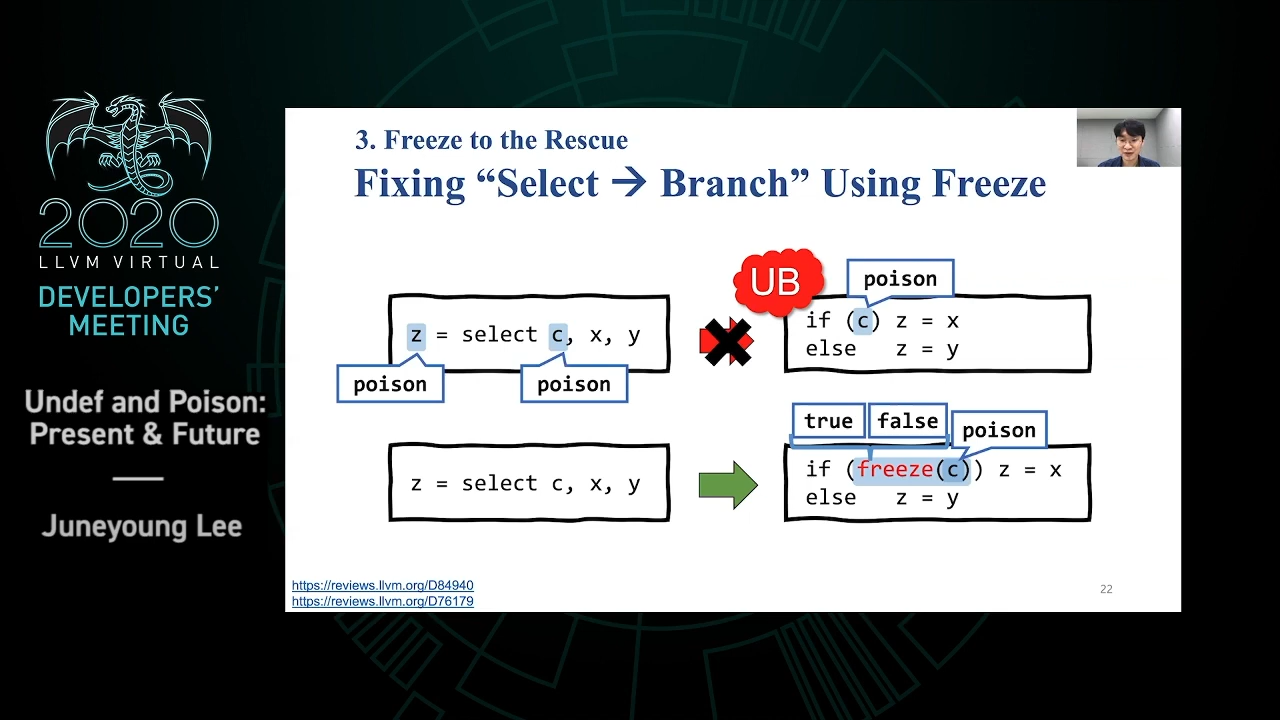 2020
LLVM VIRTUAL
DEVELOPERS'
MEETING
Undef and Poison:
Present & Future
Juneyoung Lee
3. Freeze to the Rescue
Fixing “Select → Branch” Using Freeze
z = select c, x, y
poison
poison
UB
poison
if (c) z = x
else z = y
z = select c, x, y
true
false
poison
if (freeze(c)) z = x
else z = y
https://reviews.llvm.org/D84940
https://reviews.llvm.org/D76179
22